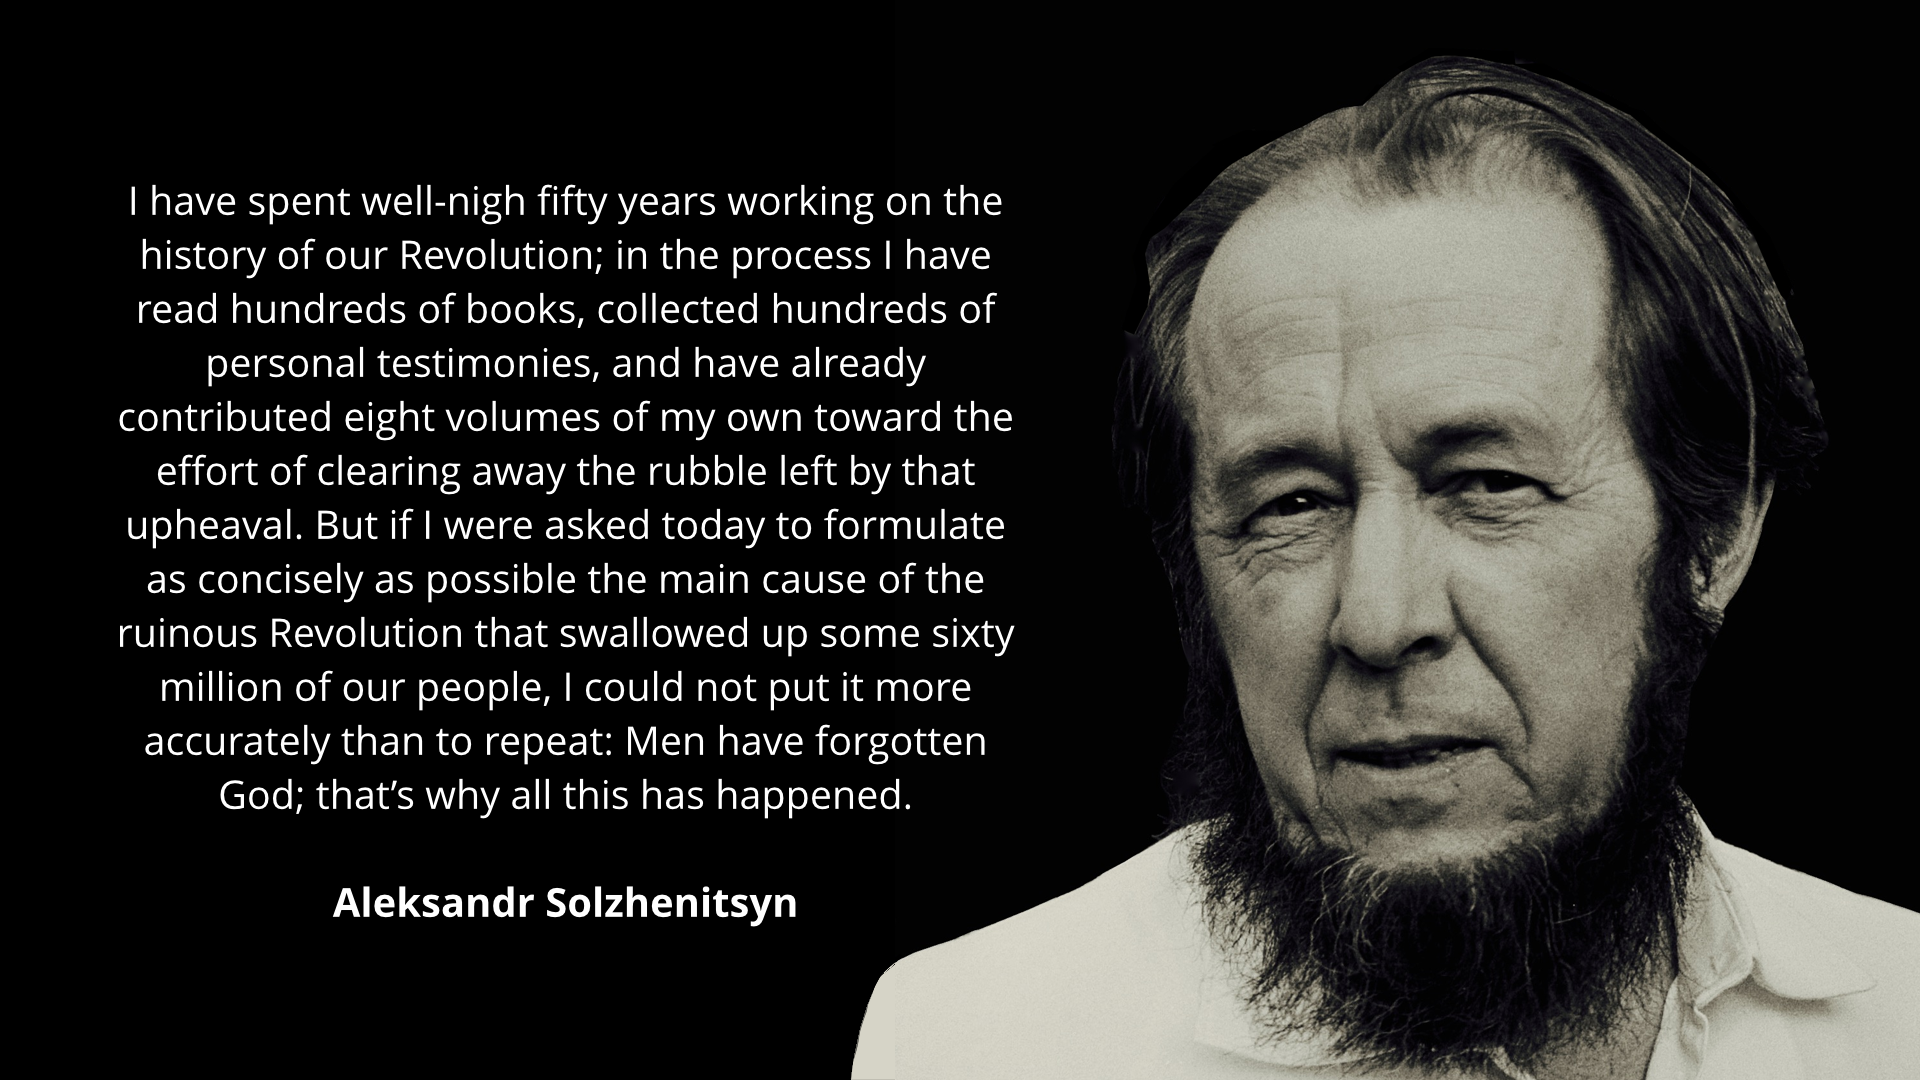 I have spent well-nigh fifty years working on the
history of our Revolution; in the process I have
read hundreds of books, collected hundreds of
personal testimonies, and have already
contributed eight volumes of my own toward the
effort of clearing away the rubble left by that
upheaval. But if I were asked today to formulate
as concisely as possible the main cause of the
ruinous Revolution that swallowed up some sixty
million of our people, I could not put it more
accurately than to repeat: Men have forgotten
God; that’s why all this has happened.
Aleksandr Solzhenitsyn